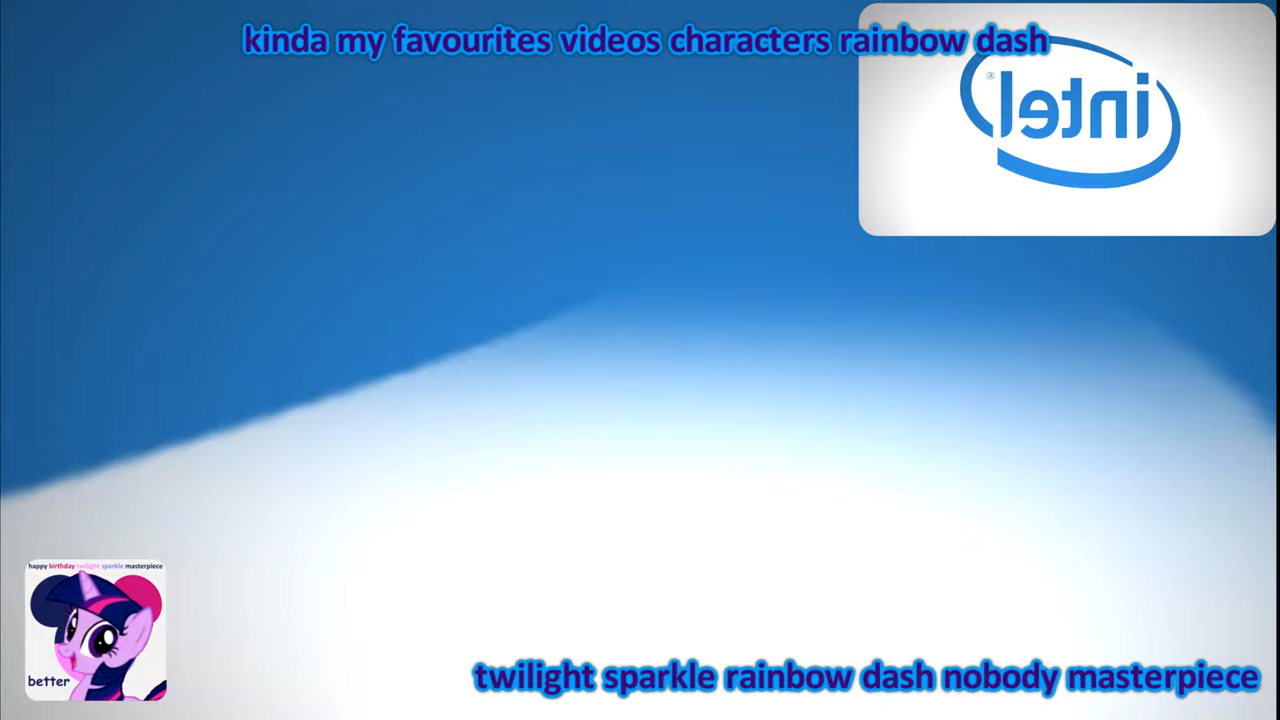 kinda my favourites videos characters rainbow dash
intel
®
happy birthday twilight sparkle masterpiece
better
twilight sparkle rainbow dash nobody masterpiece